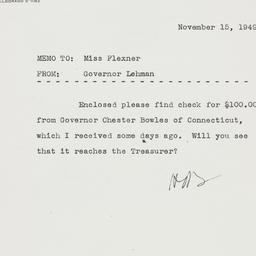 November 15, 1949
MEMO TO: Miss Flexner
FROM: Governor Lehman
Enclosed please find check for $100.00
from Governor Chester Bowles of Connecticut,
which I received some days ago. Will you see
that it reaches the Treasurer?